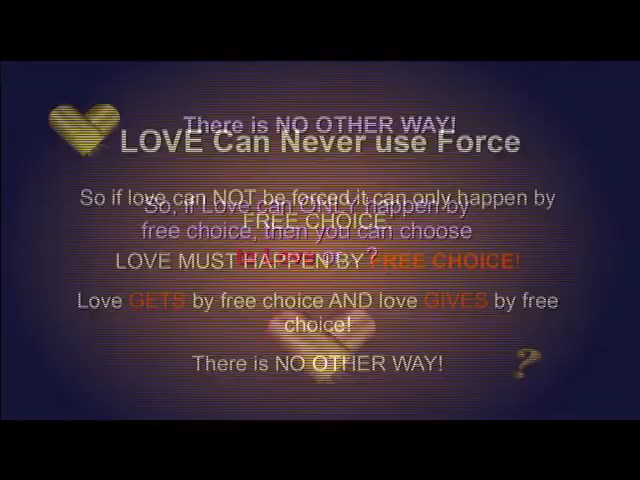 There is NO OTHER WAY!
LOVE Can Never use Force
So if love can NOT be forced it can only happen by
FREE CHOICE.
So, if Love can ONLY happen by
free choice, then you can choose
to Love or ?
LOVE MUST HAPPEN BY FREE CHOICE!
Love GETS by free choice AND love GIVES by free
choice!
There is NO OTHER WAY!
?